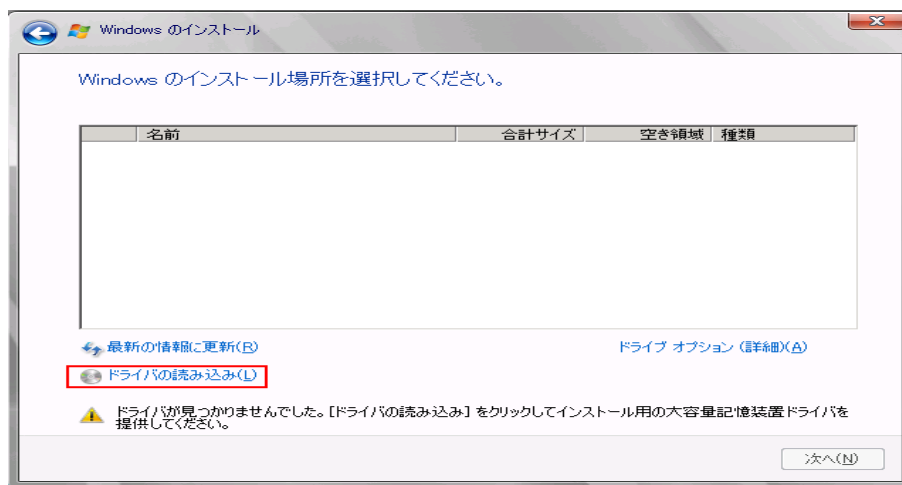 Windows のインストール
Windows のインストール場所を選択してください。
名前 合計サイズ 空き領域 種類
最新の情報に更新(R) ドライブ オプション (詳細)(A)
ドライバの読み込み(L)
ドライバが見つかりませんでした。[ドライバの読み込み] をクリックしてインストール用の大容量記憶装置ドライバを
提供してください。
次へ(N)